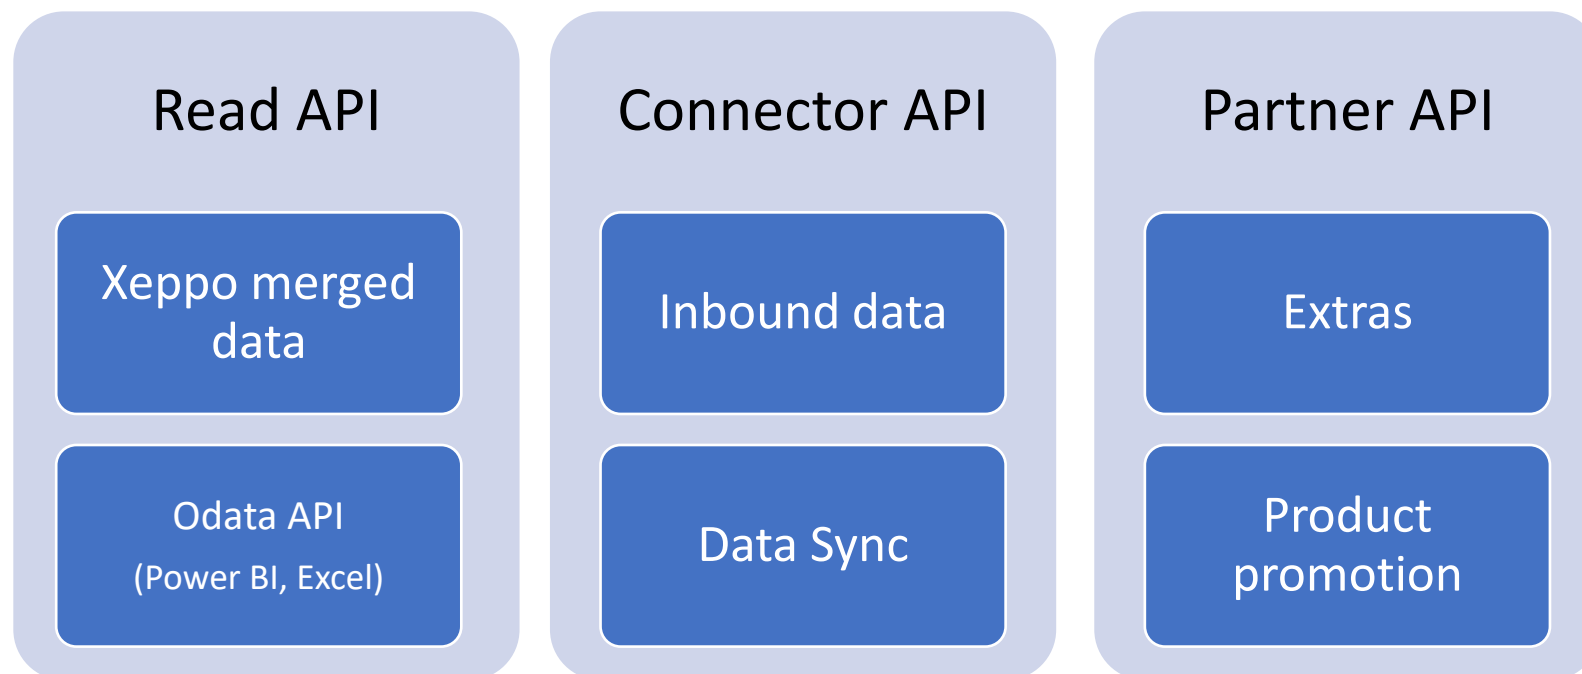 Read API
Xeppo merged
data
Odata API
(Power BI, Excel)
Connector API
Inbound data
Data Sync
Partner API
Extras
Product
promotion